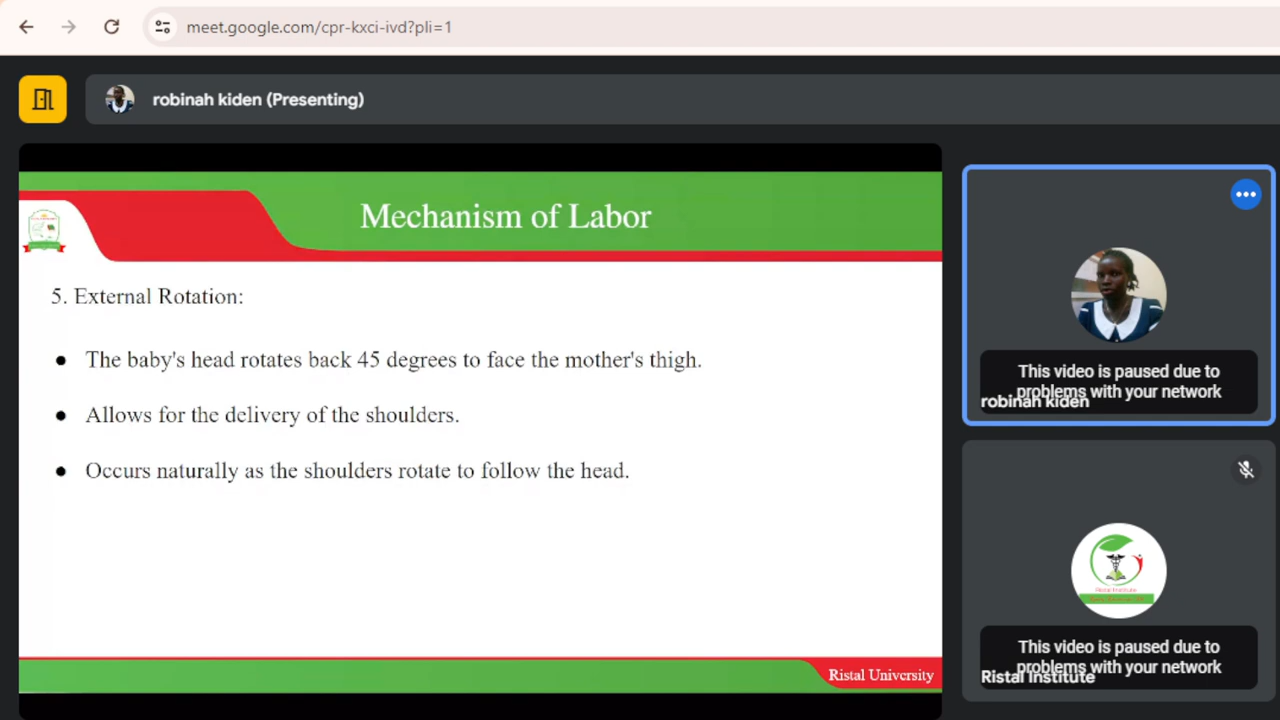 meet.google.com/cpr-kxci-ivd?pli=1
robinah kiden (Presenting)
Mechanism of Labor
5. External Rotation:
● The baby's head rotates back 45 degrees to face the mother's thigh.
● Allows for the delivery of the shoulders.
● Occurs naturally as the shoulders rotate to follow the head.
Ristal University
This video is paused due to
problems with your network
robinah kiden
Ristal Institute
This video is paused due to
problems with your network
Ristal Institute